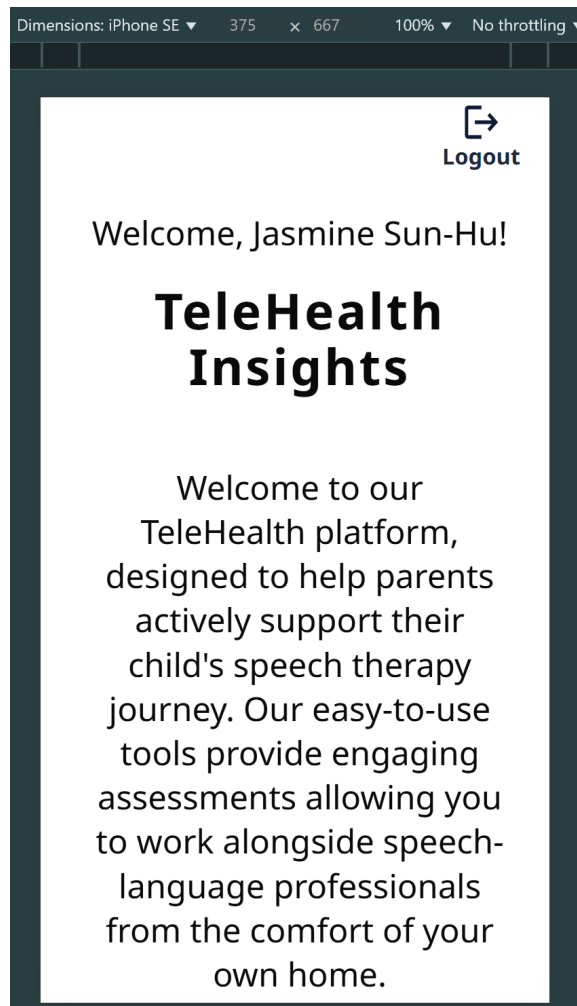 Dimensions: iPhone SE ▼ 375 × 667 100% ▼ No throttling ▼
Logout
Welcome, Jasmine Sun-Hu!
TeleHealth
Insights
Welcome to our
TeleHealth platform,
designed to help parents
actively support their
child's speech therapy
journey. Our easy-to-use
tools provide engaging
assessments allowing you
to work alongside speech-
language professionals
from the comfort of your
own home.